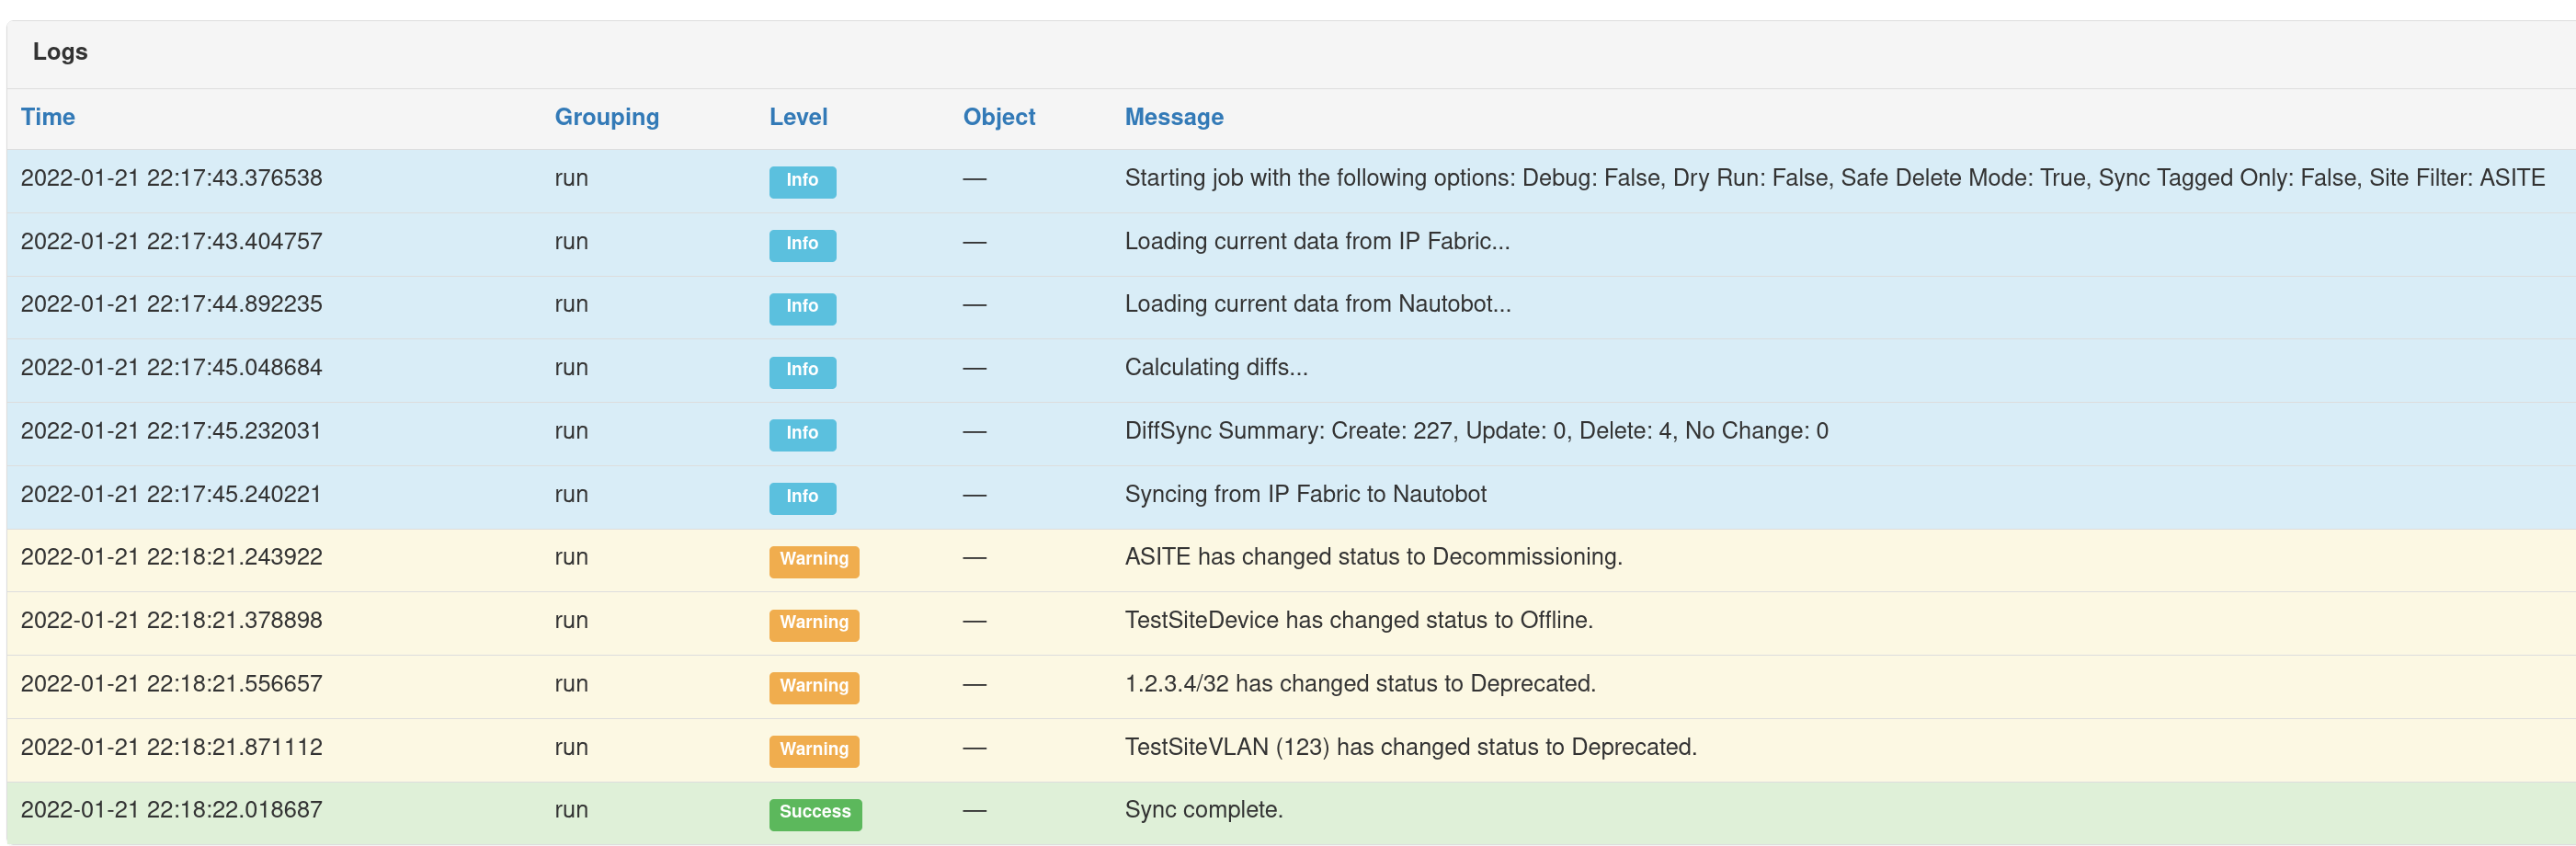 Logs
Time Grouping Level Object Message
2022-01-21 22:17:43.376538 run Info — Starting job with the following options: Debug: False, Dry Run: False, Safe Delete Mode: True, Sync Tagged Only: False, Site Filter: ASITE
2022-01-21 22:17:43.404757 run Info — Loading current data from IP Fabric...
2022-01-21 22:17:44.892235 run Info — Loading current data from Nautobot...
2022-01-21 22:17:45.048684 run Info — Calculating diffs...
2022-01-21 22:17:45.232031 run Info — DiffSync Summary: Create: 227, Update: 0, Delete: 4, No Change: 0
2022-01-21 22:17:45.240221 run Info — Syncing from IP Fabric to Nautobot
2022-01-21 22:18:21.243922 run Warning — ASITE has changed status to Decommissioning.
2022-01-21 22:18:21.378898 run Warning — TestSiteDevice has changed status to Offline.
2022-01-21 22:18:21.556657 run Warning — 1.2.3.4/32 has changed status to Deprecated.
2022-01-21 22:18:21.871112 run Warning — TestSiteVLAN (123) has changed status to Deprecated.
2022-01-21 22:18:22.018687 run Success — Sync complete.